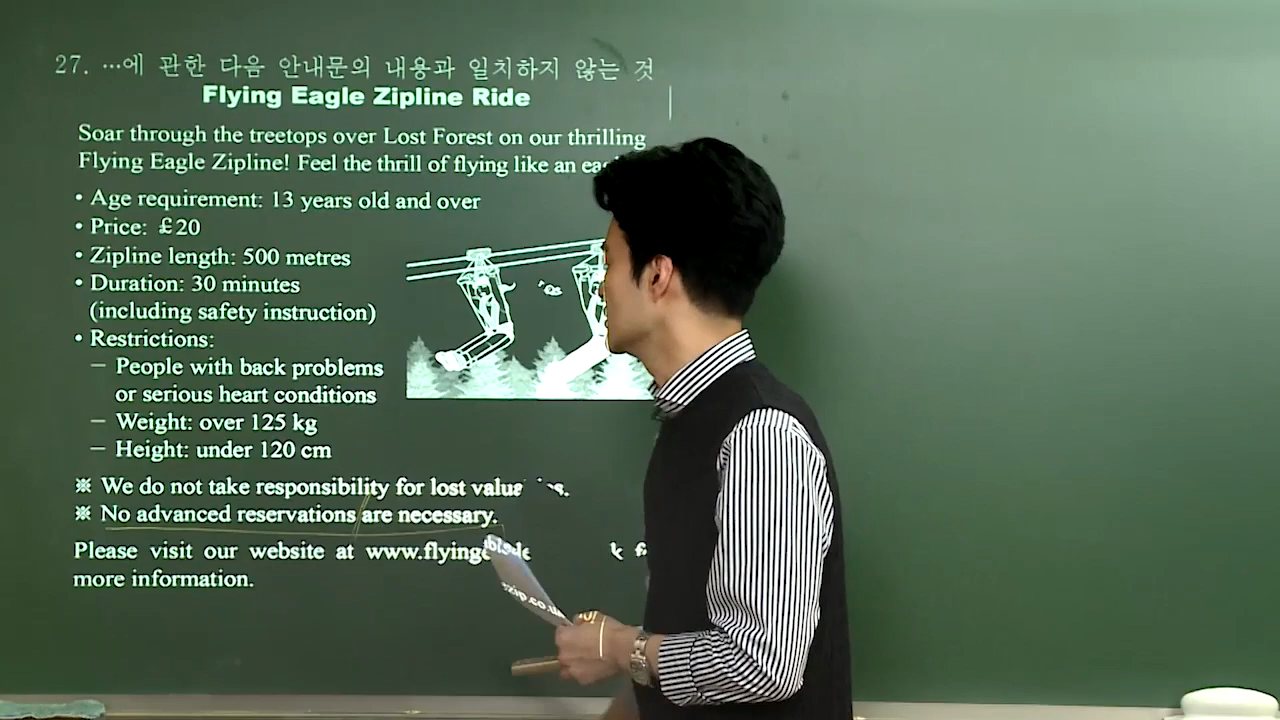 27. …에 관한 다음 안내문의 내용과 일치하지 않는 것
Flying Eagle Zipline Ride
Soar through the treetops over Lost Forest on our thrilling
Flying Eagle Zipline! Feel the thrill of flying like an
• Age requirement: 13 years old and over
• Price: £20
• Zipline length: 500 metres
• Duration: 30 minutes
(including safety instruction)
• Restrictions:
− People with back problems
or serious heart conditions
− Weight: over 125 kg
− Height: under 120 cm
※ We do not take responsibility for lost
※ No advanced reservations are necessary.
Please visit our website at
more information.